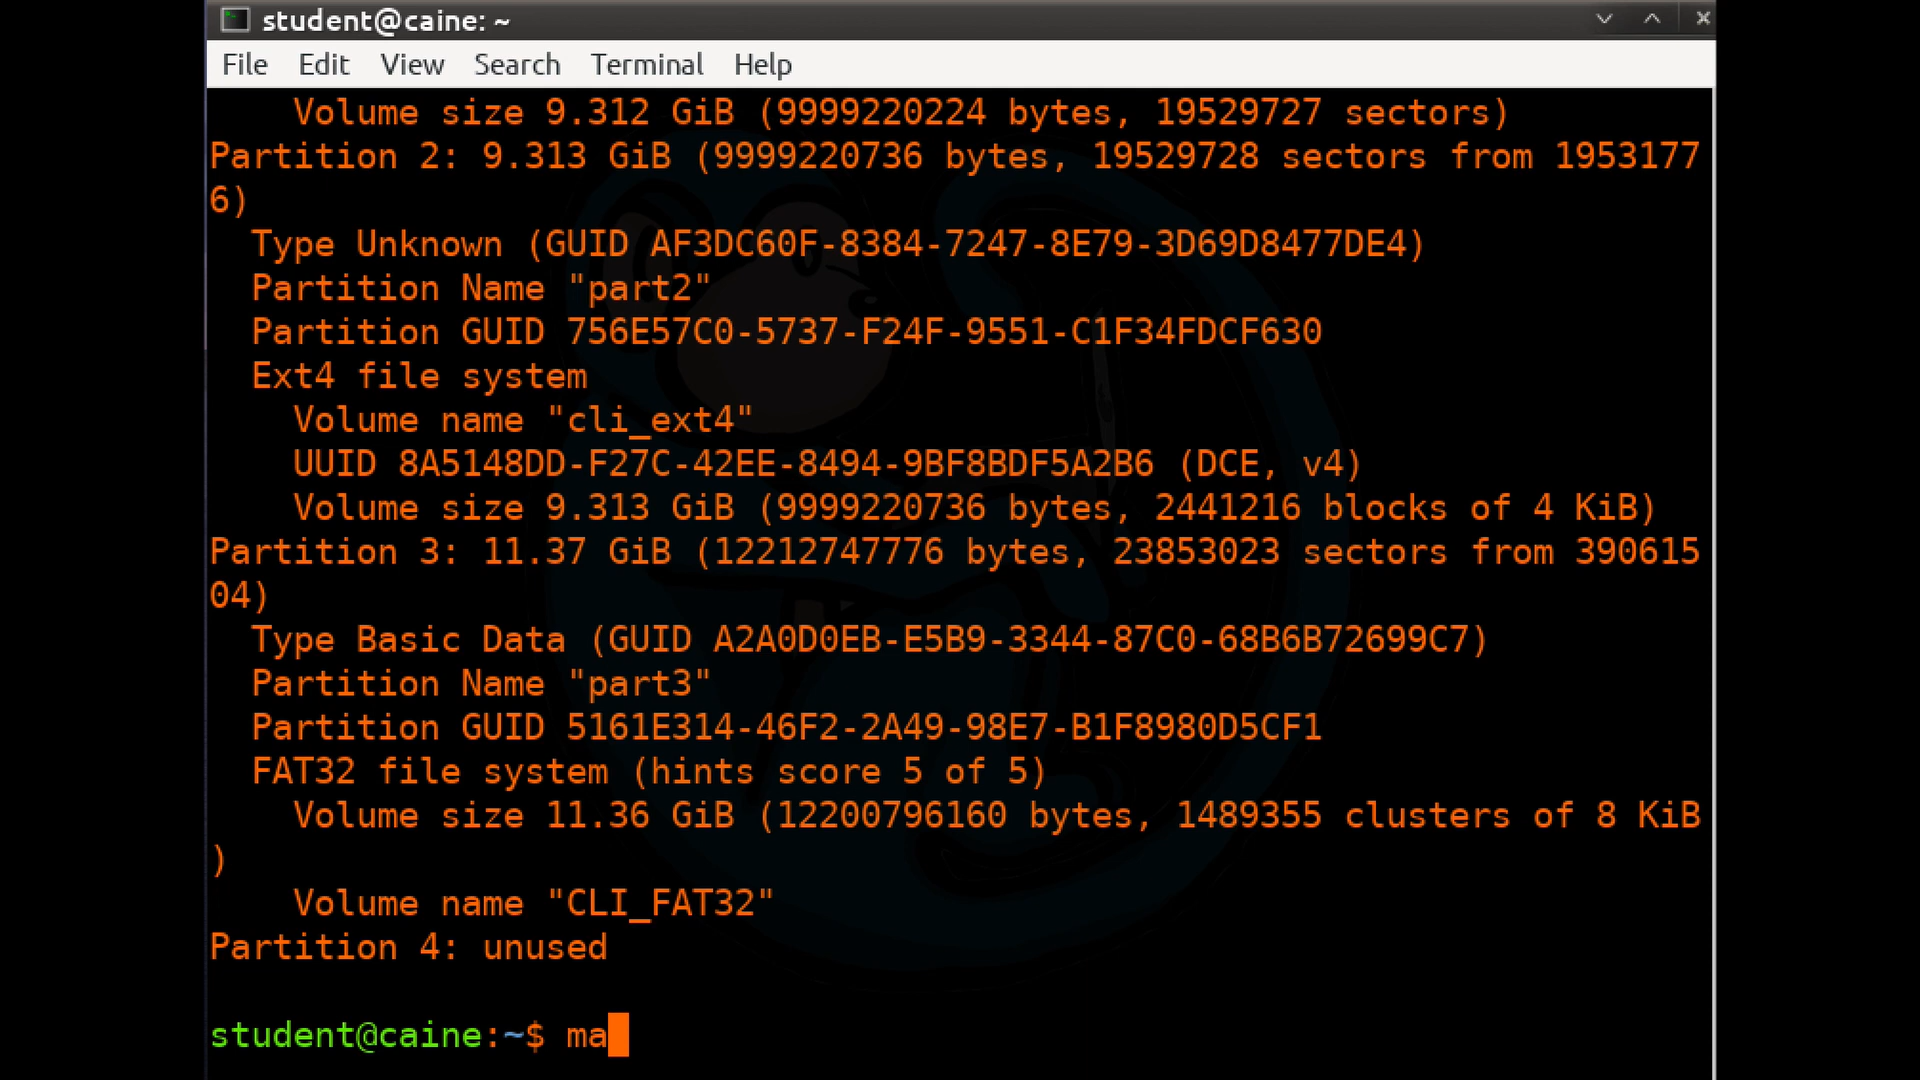 student@caine: ~
File Edit View Search Terminal Help
Volume size 9.312 GiB (9999220224 bytes, 19529727 sectors)
Partition 2: 9.313 GiB (9999220736 bytes, 19529728 sectors from 1953177
6)
Type Unknown (GUID AF3DC60F-8384-7247-8E79-3D69D8477DE4)
Partition Name "part2"
Partition GUID 756E57C0-5737-F24F-9551-C1F34FDCF630
Ext4 file system
Volume name "cli_ext4"
UUID 8A5148DD-F27C-42EE-8494-9BF8BDF5A2B6 (DCE, v4)
Volume size 9.313 GiB (9999220736 bytes, 2441216 blocks of 4 KiB)
Partition 3: 11.37 GiB (12212747776 bytes, 23853023 sectors from 390615
04)
Type Basic Data (GUID A2A0D0EB-E5B9-3344-87C0-68B6B72699C7)
Partition Name "part3"
Partition GUID 5161E314-46F2-2A49-98E7-B1F8980D5CF1
FAT32 file system (hints score 5 of 5)
Volume size 11.36 GiB (12200796160 bytes, 1489355 clusters of 8 KiB
)
Volume name "CLI_FAT32"
Partition 4: unused
student@caine:~$ ma